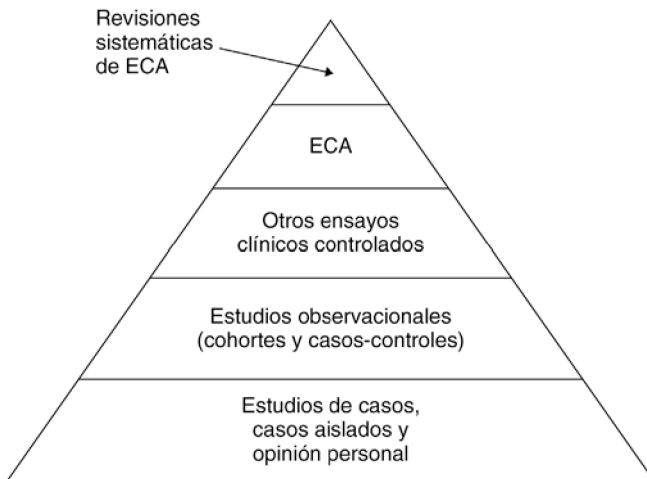 Revisiones
sistemáticas
de ECA
ECA
Otros ensayos
clínicos controlados
Estudios observacionales
(cohortes y casos-controles)
Estudios de casos,
casos aislados y
opinión personal